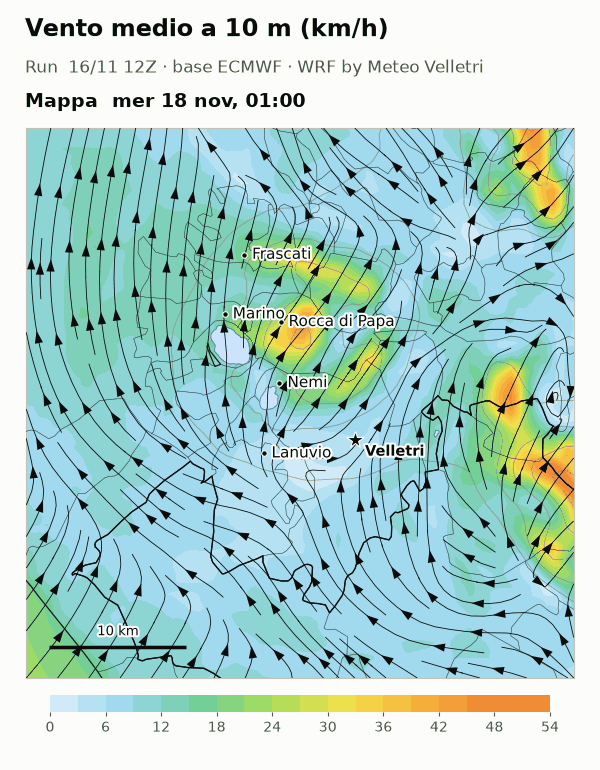 Vento medio a 10 m (km/h)
Run  16/11 12Z · base ECMWF · WRF by Meteo Velletri
Mappa  mer 18 nov, 01:00
Frascati
Marino
Rocca di Papa
Nemi
Lanuvio
Velletri
10 km
0 6 12 18 24 30 36 42 48 54